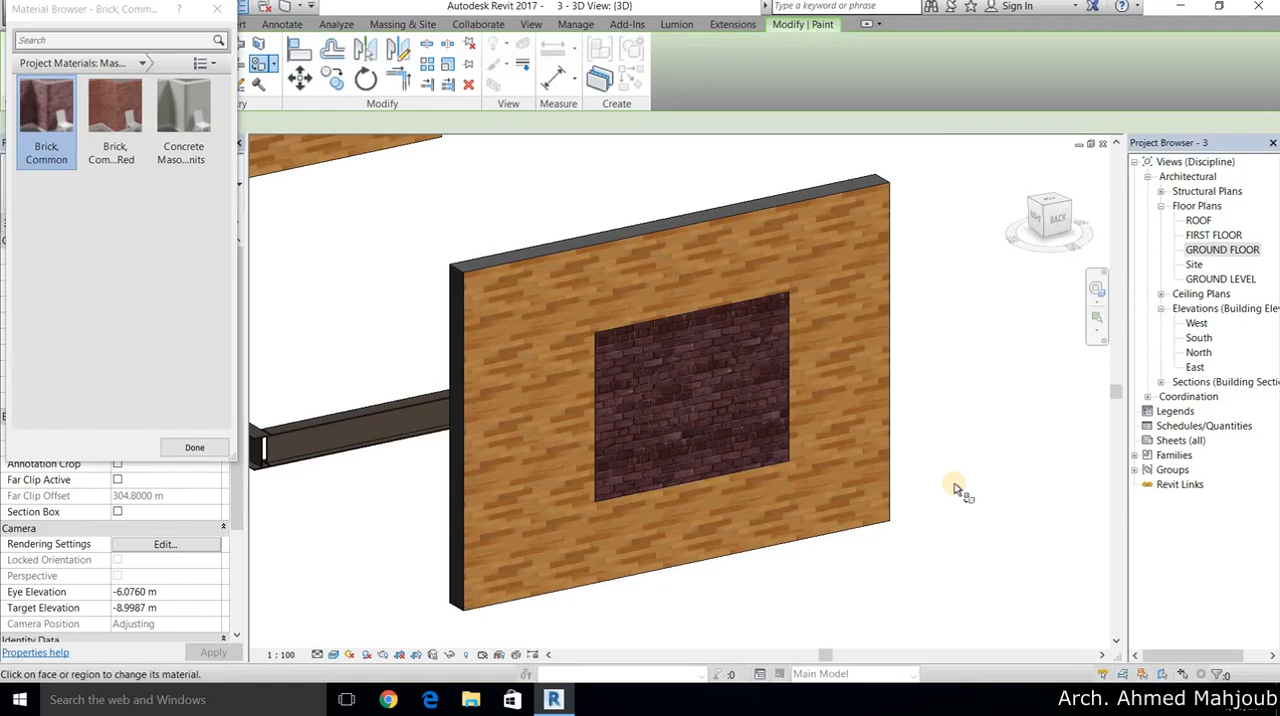 Material Browser - Brick, Comm...
?
Autodesk Revit 2017 - 3 - 3D View: {3D}
Type a keyword or phrase
Sign In
Annotate
Analyze
Massing & Site
Collaborate
View
Manage
Add-Ins
Lumion
Extensions
Modify | Paint
Search
Project Materials: Mas...
Brick,
Common
Brick,
Com...Red
Concrete
Maso...nits
Modify
View
Measure
Create
Done
Annotation Crop
Far Clip Active
Far Clip Offset
304.8000 m
Section Box
Camera
Rendering Settings
Edit...
Locked Orientation
Perspective
Eye Elevation
-6.0760 m
Target Elevation
-8.9987 m
Camera Position
Adjusting
Identity Data
Properties help
Apply
BACK
Project Browser - 3
Views (Discipline)
Architectural
Structural Plans
Floor Plans
ROOF
FIRST FLOOR
GROUND FLOOR
Site
GROUND LEVEL
Ceiling Plans
Elevations (Building Ele
West
South
North
East
Sections (Building Secti
Coordination
Legends
Schedules/Quantities
Sheets (all)
Families
Groups
Revit Links
1 : 100
Click on face or region to change its material.
:0
Main Model
:0
Search the web and Windows
Arch. Ahmed Mahjoub